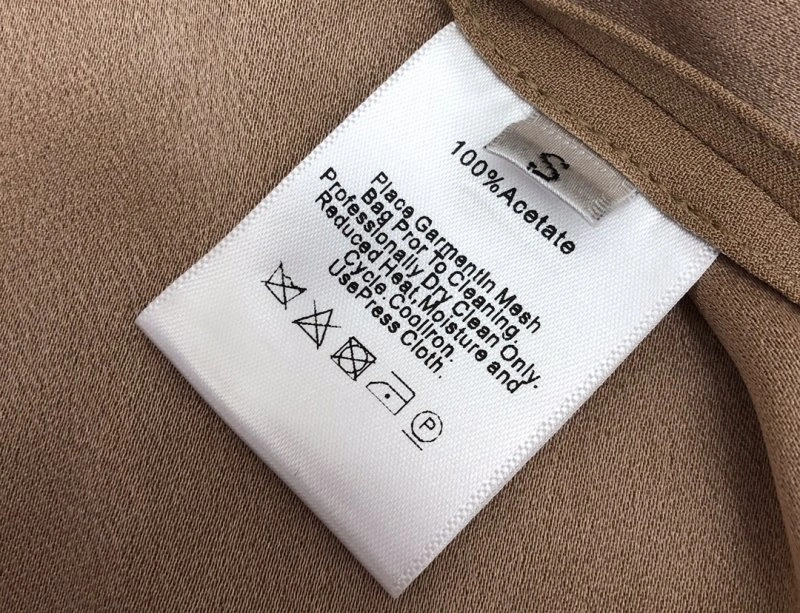 S
100%Acetate
Place GarmentIn Mesh
Bag Pror To Cleaning.
Professionally Dry Clean Only.
Reduced Heat,Moisture and
Cycle.CoolIron.
UsePress Cloth.
P